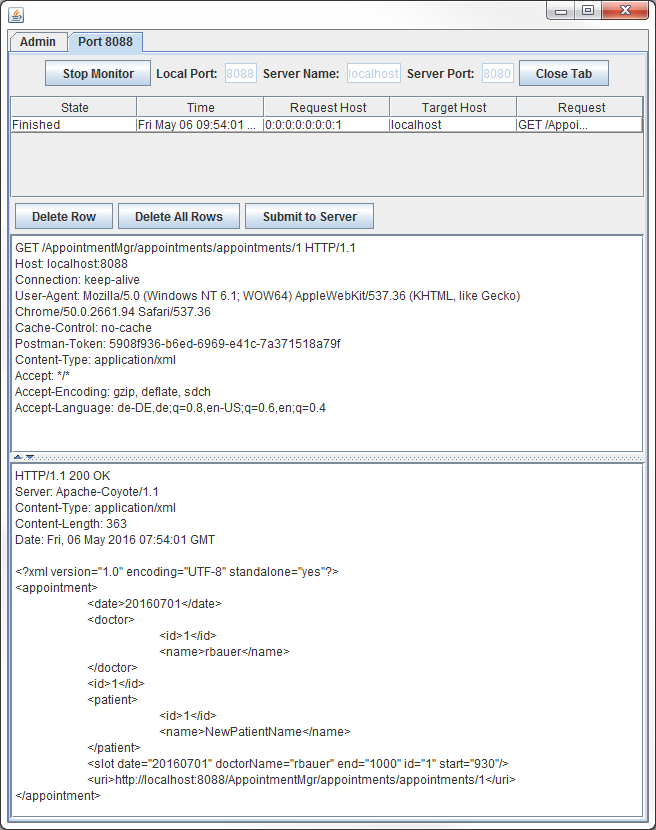 Admin Port 8088
Stop Monitor Local Port: 8088 Server Name: localhost Server Port: 8080 Close Tab
State Time Request Host Target Host Request
Finished Fri May 06 09:54:01 ... 0:0:0:0:0:0:0:1 localhost GET /Appoi...
Delete Row Delete All Rows Submit to Server
GET /AppointmentMgr/appointments/appointments/1 HTTP/1.1
Host: localhost:8088
Connection: keep-alive
User-Agent: Mozilla/5.0 (Windows NT 6.1; WOW64) AppleWebKit/537.36 (KHTML, like Gecko)
Chrome/50.0.2661.94 Safari/537.36
Cache-Control: no-cache
Postman-Token: 5908f936-b6ed-6969-e41c-7a371518a79f
Content-Type: application/xml
Accept: */*
Accept-Encoding: gzip, deflate, sdch
Accept-Language: de-DE,de;q=0.8,en-US;q=0.6,en;q=0.4
HTTP/1.1 200 OK
Server: Apache-Coyote/1.1
Content-Type: application/xml
Content-Length: 363
Date: Fri, 06 May 2016 07:54:01 GMT
<?xml version="1.0" encoding="UTF-8" standalone="yes"?>
<appointment>
<date>20160701</date>
<doctor>
<id>1</id>
<name>rbauer</name>
</doctor>
<id>1</id>
<patient>
<id>1</id>
<name>NewPatientName</name>
</patient>
<slot date="20160701" doctorName="rbauer" end="1000" id="1" start="930"/>
<uri>http://localhost:8088/AppointmentMgr/appointments/appointments/1</uri>
</appointment>